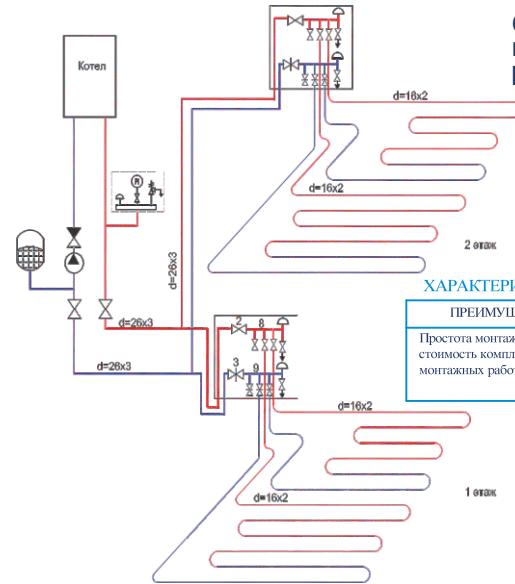 Котел
d=16x2
d=16x2
2 этаж
d=26x3
ХАРАКТЕРИ
ПРЕИМУЩ
Простота монтаж
стоимость компл
монтажных работ
d=26x3
d=26x3
2
8
3
9
d=16x2
d=16x2
1 этаж